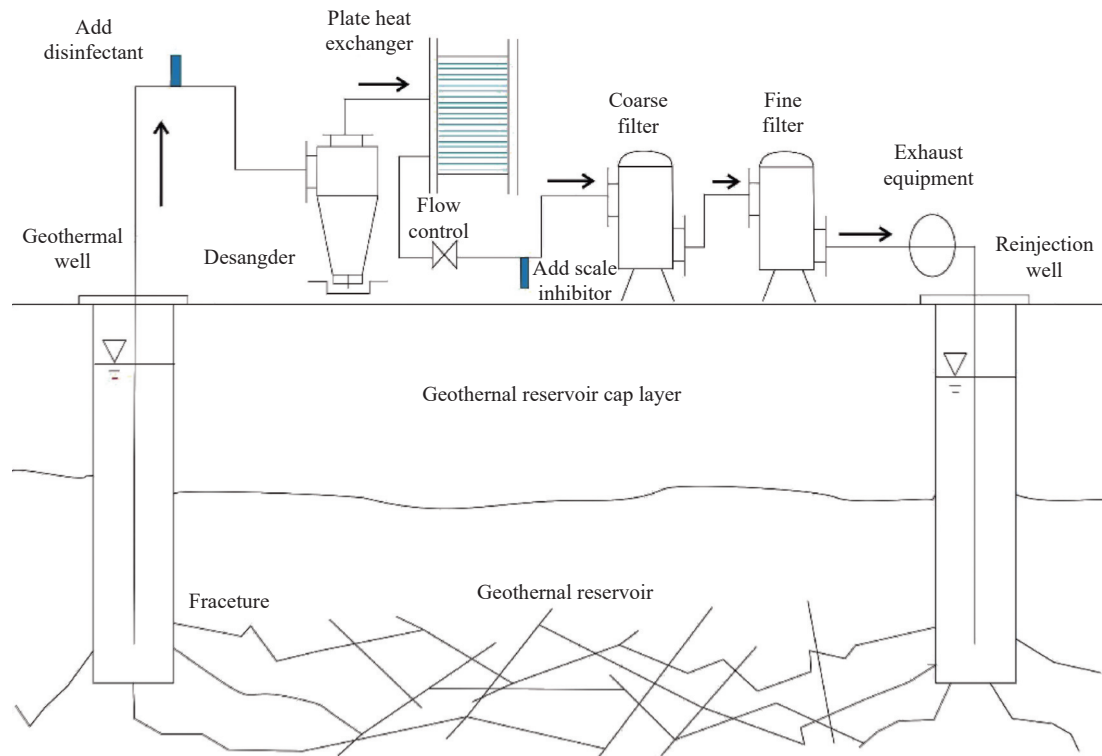 Add
disinfectant
Plate heat
exchanger
Coarse
filter
Fine
filter
Exhaust
equipment
Flow
control
Geothermal
well
Desangder
Add scale
inhibitor
Reinjection
well
Geothernal reservoir cap layer
Geothernal reservoir
Fraceture